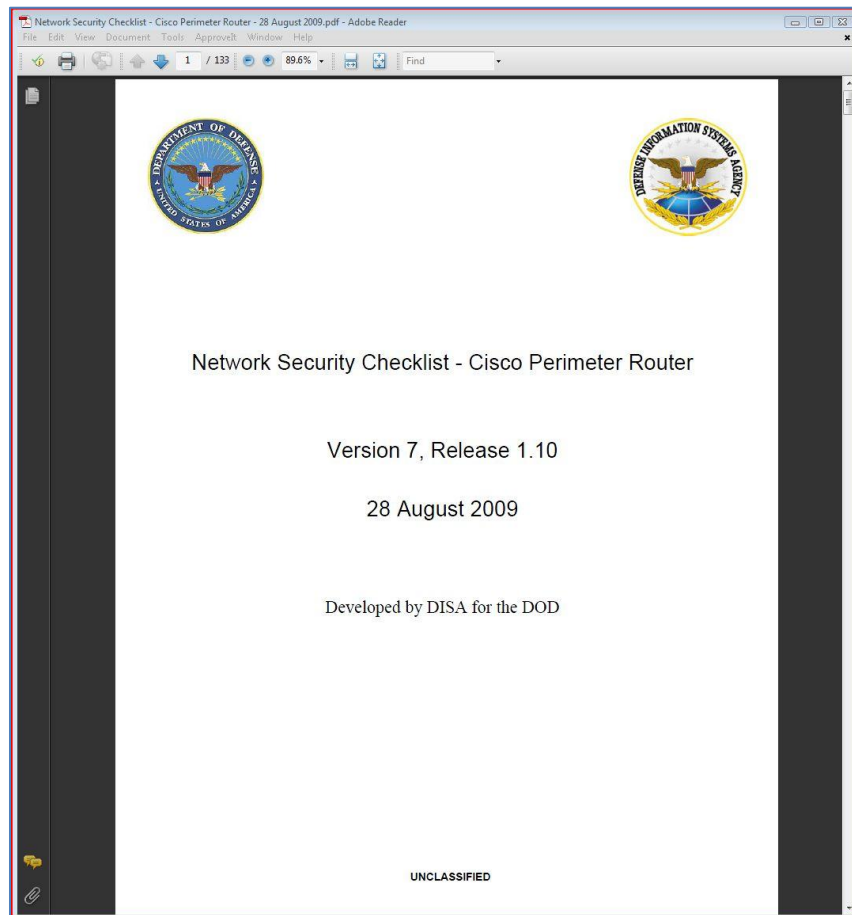 Network Security Checklist - Cisco Perimeter Router - 28 August 2009.pdf - Adobe Reader
File Edit View Document Tools ApproveIt Window Help
1 / 133 89.6% Find
DEPARTMENT OF DEFENSE
UNITED STATES OF AMERICA
DEFENSE INFORMATION SYSTEMS AGENCY
Network Security Checklist - Cisco Perimeter Router
Version 7, Release 1.10
28 August 2009
Developed by DISA for the DOD
UNCLASSIFIED